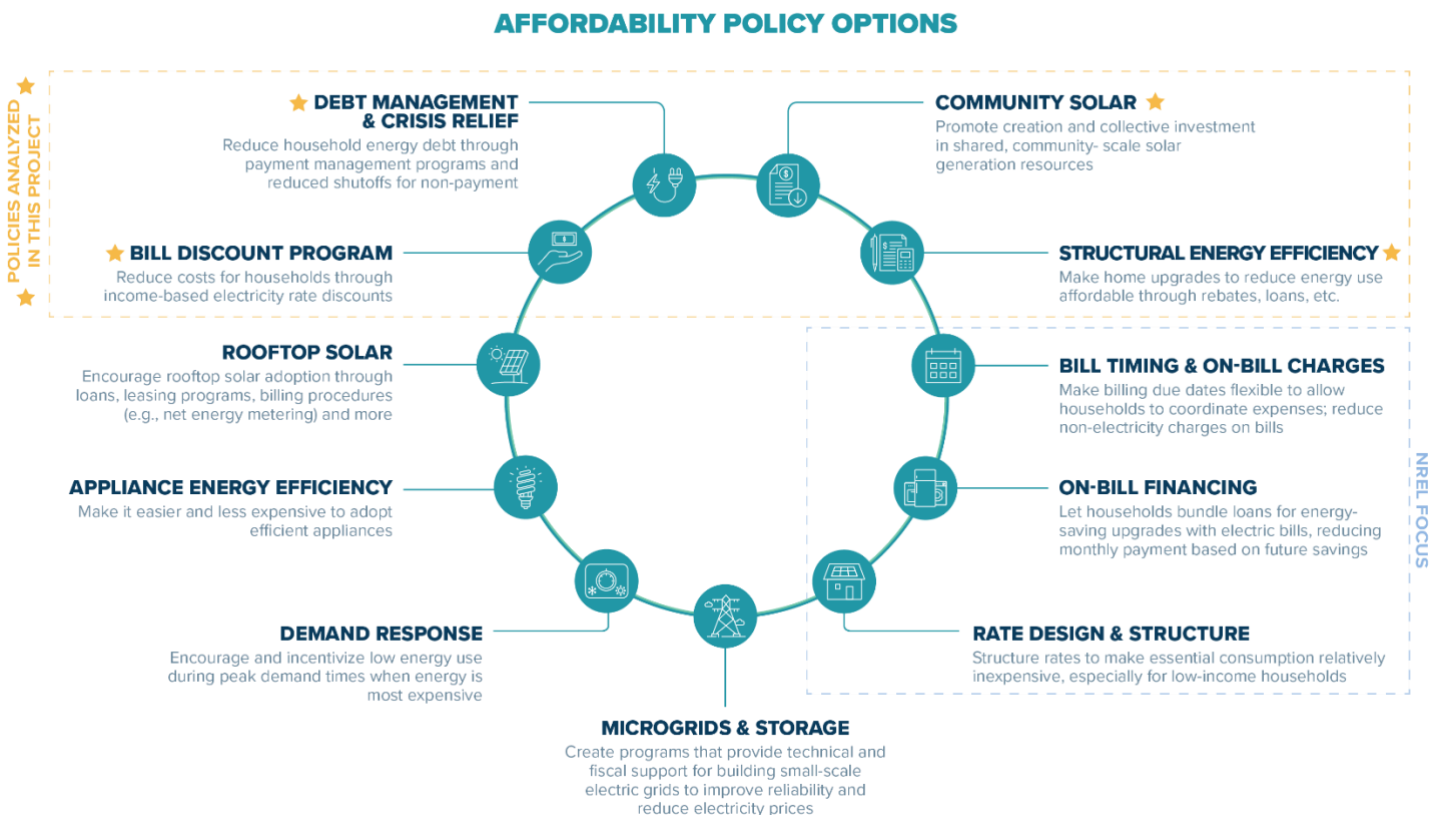 AFFORDABILITY POLICY OPTIONS
POLICIES ANALYZED
IN THIS PROJECT
DEBT MANAGEMENT
& CRISIS RELIEF
Reduce household energy debt through
payment management programs and
reduced shutoffs for non-payment
COMMUNITY SOLAR
Promote creation and collective investment
in shared, community- scale solar
generation resources
BILL DISCOUNT PROGRAM
Reduce costs for households through
income-based electricity rate discounts
STRUCTURAL ENERGY EFFICIENCY
Make home upgrades to reduce energy use
affordable through rebates, loans, etc.
ROOFTOP SOLAR
Encourage rooftop solar adoption through
loans, leasing programs, billing procedures
(e.g., net energy metering) and more
BILL TIMING & ON-BILL CHARGES
Make billing due dates flexible to allow
households to coordinate expenses; reduce
non-electricity charges on bills
APPLIANCE ENERGY EFFICIENCY
Make it easier and less expensive to adopt
efficient appliances
ON-BILL FINANCING
Let households bundle loans for energy-
saving upgrades with electric bills, reducing
monthly payment based on future savings
NREL FOCUS
DEMAND RESPONSE
Encourage and incentivize low energy use
during peak demand times when energy is
most expensive
RATE DESIGN & STRUCTURE
Structure rates to make essential consumption relatively
inexpensive, especially for low-income households
MICROGRIDS & STORAGE
Create programs that provide technical and
fiscal support for building small-scale
electric grids to improve reliability and
reduce electricity prices